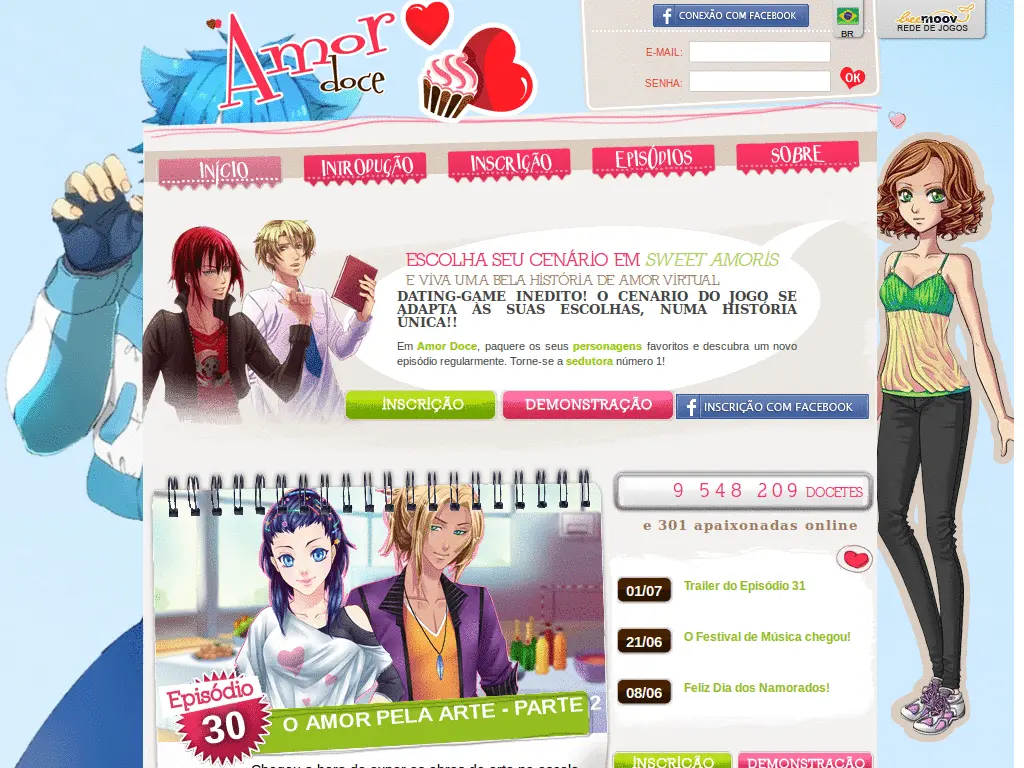 Amor doce
CONEXÃO COM FACEBOOK
E-MAIL:
SENHA:
OK
BR
beemoov
REDE DE JOGOS
INÍCIO
INTRODUÇÃO
INSCRIÇÃO
EPISÓDIOS
SOBRE
ESCOLHA SEU CENÁRIO EM SWEET AMORIS
E VIVA UMA BELA HISTÓRIA DE AMOR VIRTUAL
DATING-GAME INEDITO! O CENARIO DO JOGO SE
ADAPTA ÀS SUAS ESCOLHAS, NUMA HISTÓRIA
ÚNICA!!
Em Amor Doce, paquere os seus personagens favoritos e descubra um novo
episódio regularmente. Torne-se a sedutora número 1!
INSCRIÇÃO
DEMONSTRAÇÃO
INSCRIÇÃO COM FACEBOOK
9 548 209 DOCETES
e 301 apaixonadas online
01/07 Trailer do Episódio 31
21/06 O Festival de Música chegou!
08/06 Feliz Dia dos Namorados!
Episódio
30
O AMOR PELA ARTE - PARTE 2
INSCRIÇÃO
DEMONSTRAÇÃO